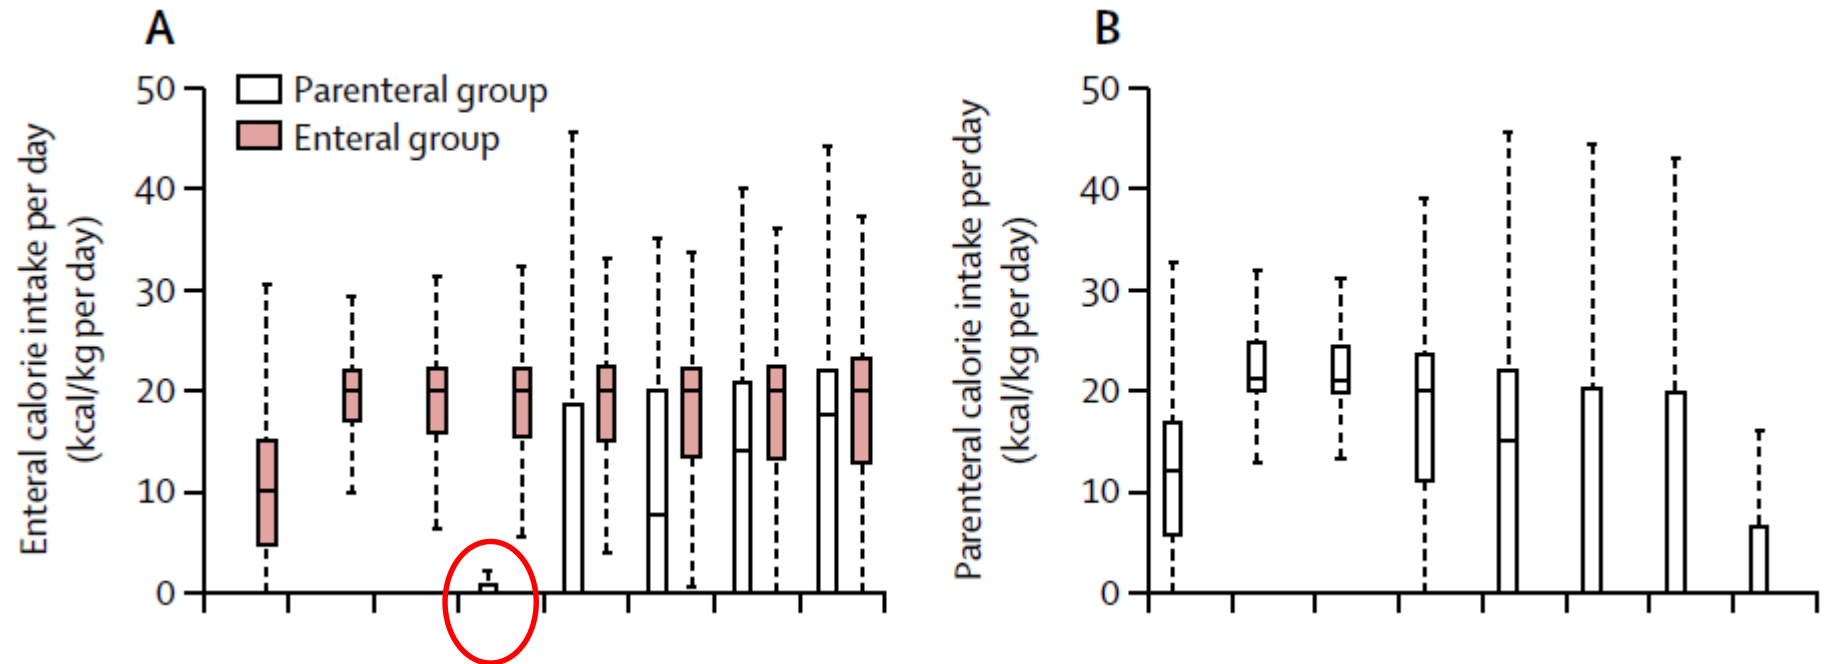 A
Enteral calorie intake per day
(kcal/kg per day)
50
40
30
20
10
0
Parenteral group
Enteral group
B
Parenteral calorie intake per day
(kcal/kg per day)
50
40
30
20
10
0